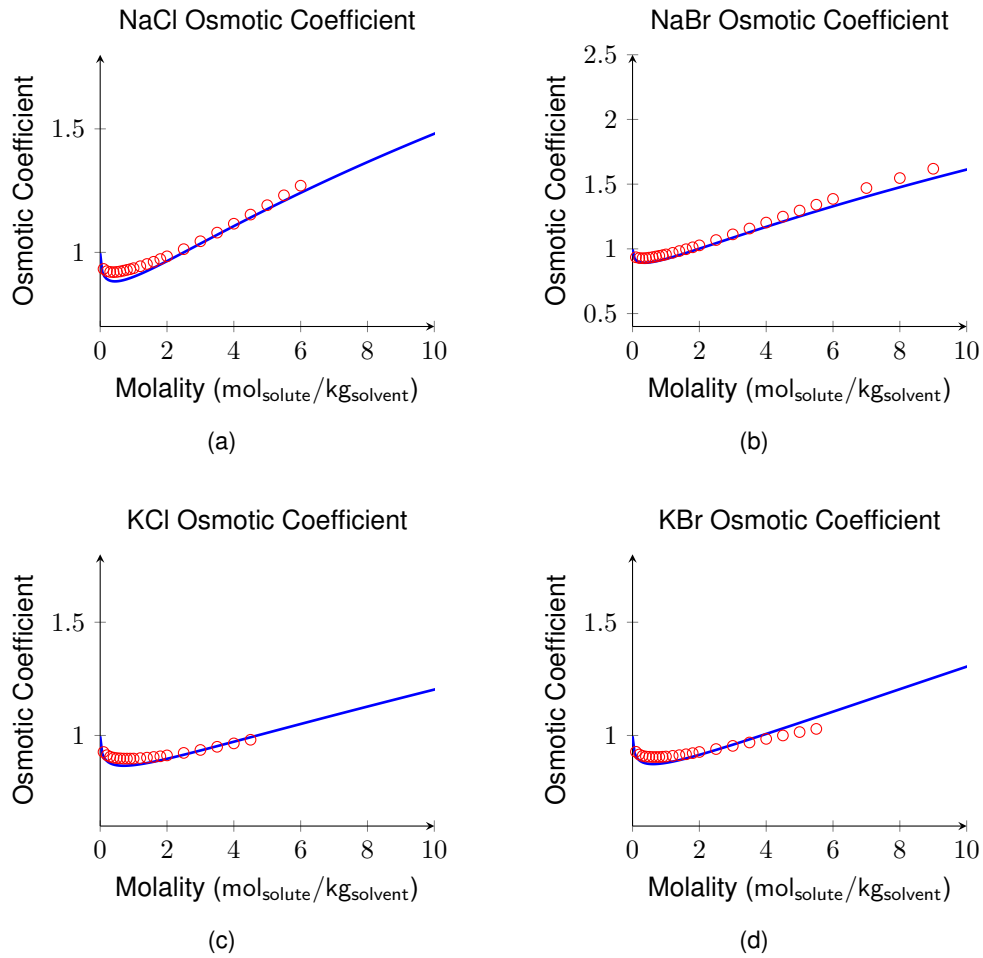 NaCl Osmotic Coefficient
Osmotic Coefficient
1.5
1
0 2 4 6 8 10
Molality (mol_solute/kg_solvent)
(a)
NaBr Osmotic Coefficient
Osmotic Coefficient
2.5
2
1.5
1
0.5
0 2 4 6 8 10
Molality (mol_solute/kg_solvent)
(b)
KCl Osmotic Coefficient
Osmotic Coefficient
1.5
1
0 2 4 6 8 10
Molality (mol_solute/kg_solvent)
(c)
KBr Osmotic Coefficient
Osmotic Coefficient
1.5
1
0 2 4 6 8 10
Molality (mol_solute/kg_solvent)
(d)